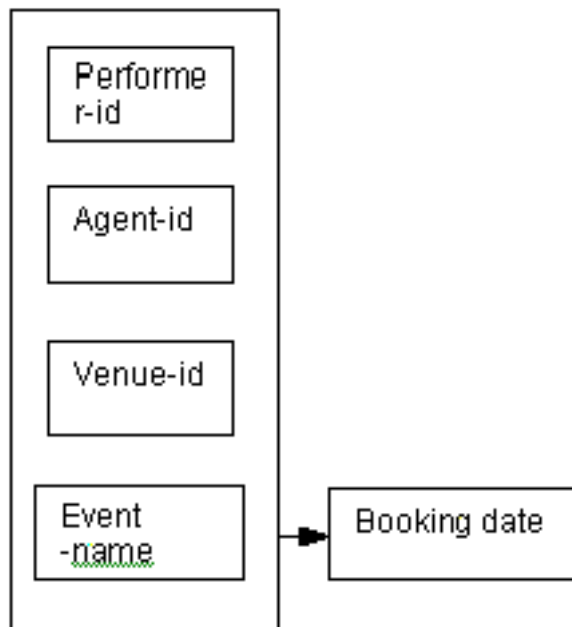 Performe
r-id
Agent-id
Venue-id
Event
-name
Booking date